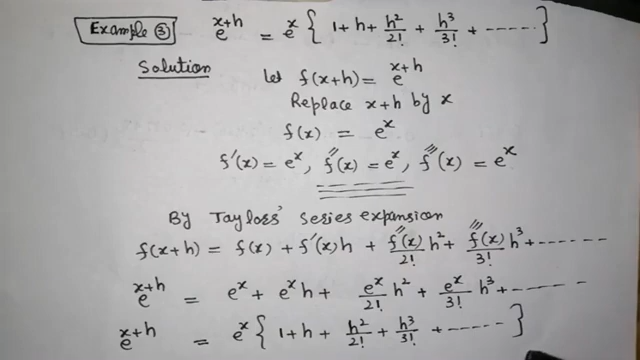 Example ③ e^{x+h} = e^x { 1 + h + h²/2! + h³/3! + ----- }
Solution Let f(x+h) = e^{x+h}
Replace x+h by x
f(x) = e^x
f'(x) = e^x, f''(x) = e^x, f'''(x) = e^x
By Tayloss' series expansion
f(x+h) = f(x) + f'(x)h + f''(x)/2! h² + f'''(x)/3! h³ + ------
e^{x+h} = e^x + e^x h + e^x/2! h² + e^x/3! h³ + ------
e^{x+h} = e^x { 1 + h + h²/2! + h³/3! + ----- }